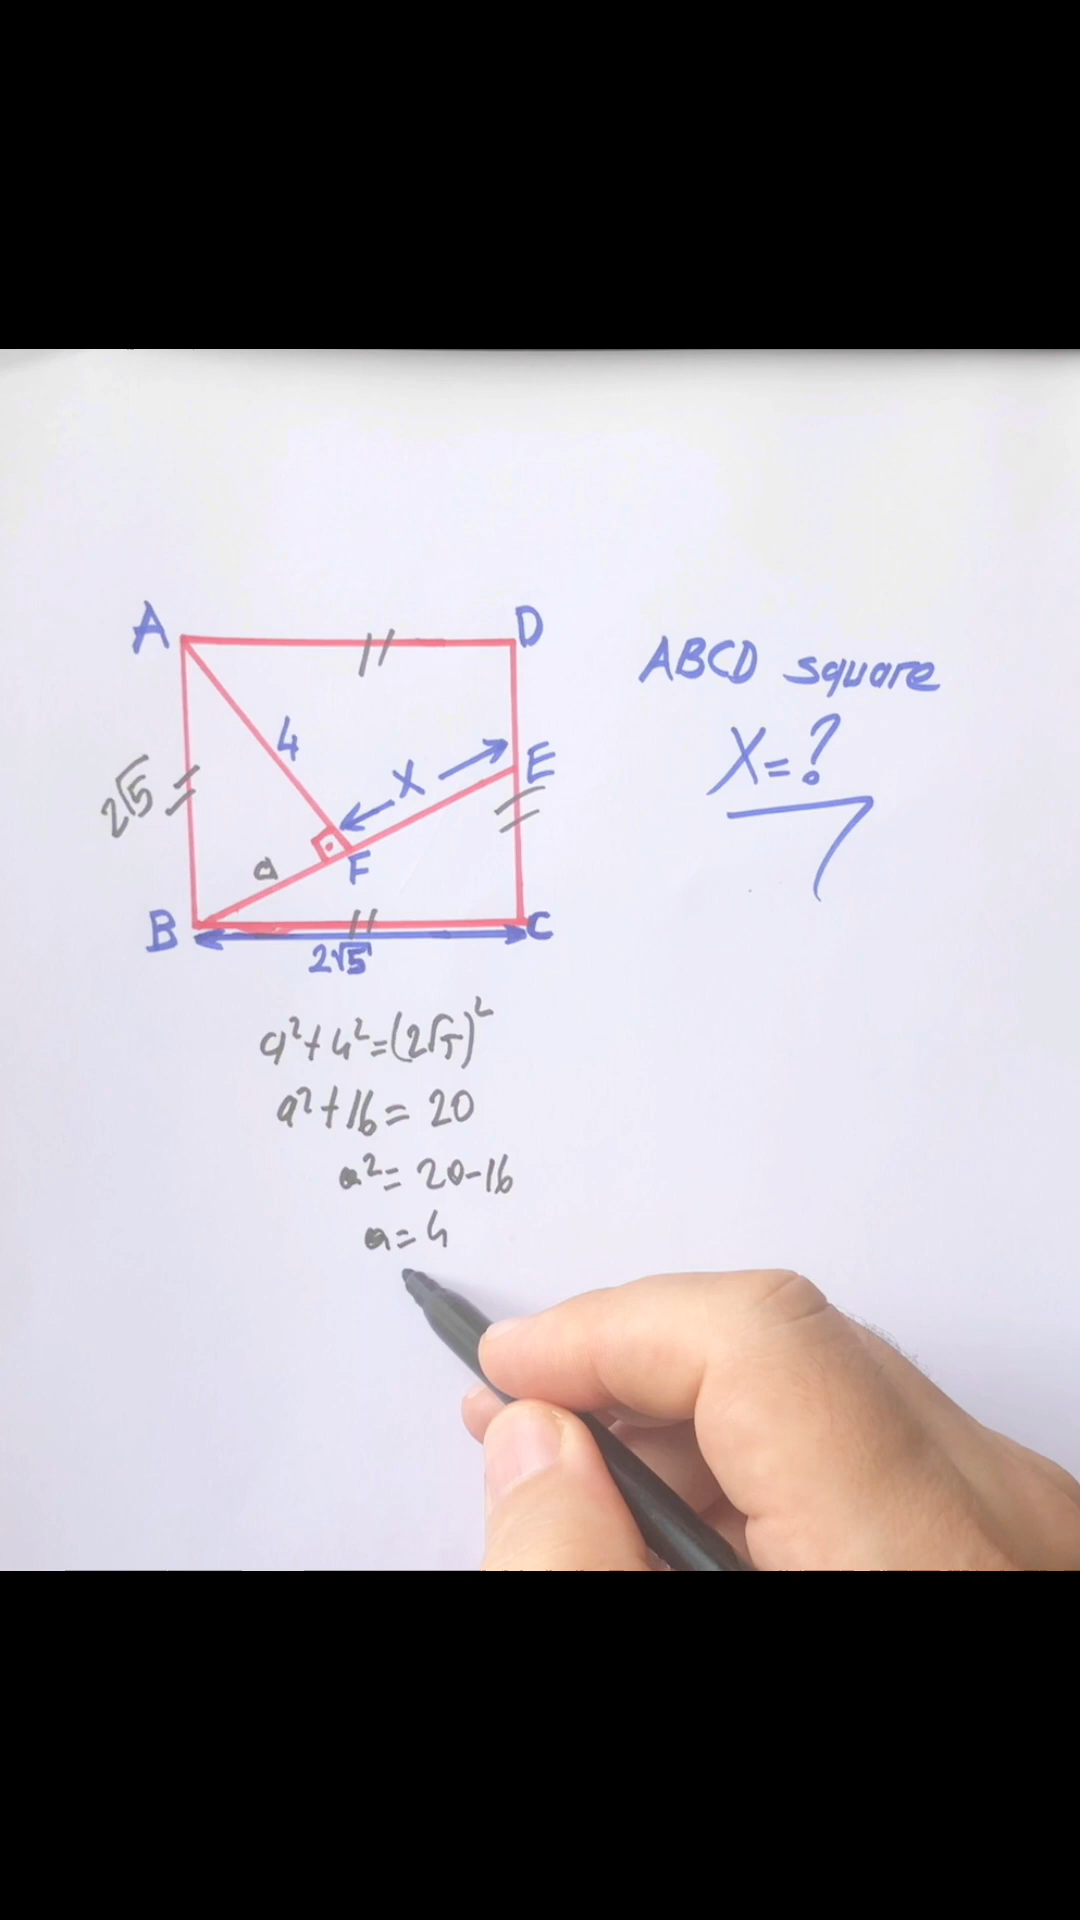 A
D
ABCD square
4
X=?
X
E
2√5
a
F
B
C
2√5
a²+4²=(2√5)²
a²+16=20
a²=20-16
a=4